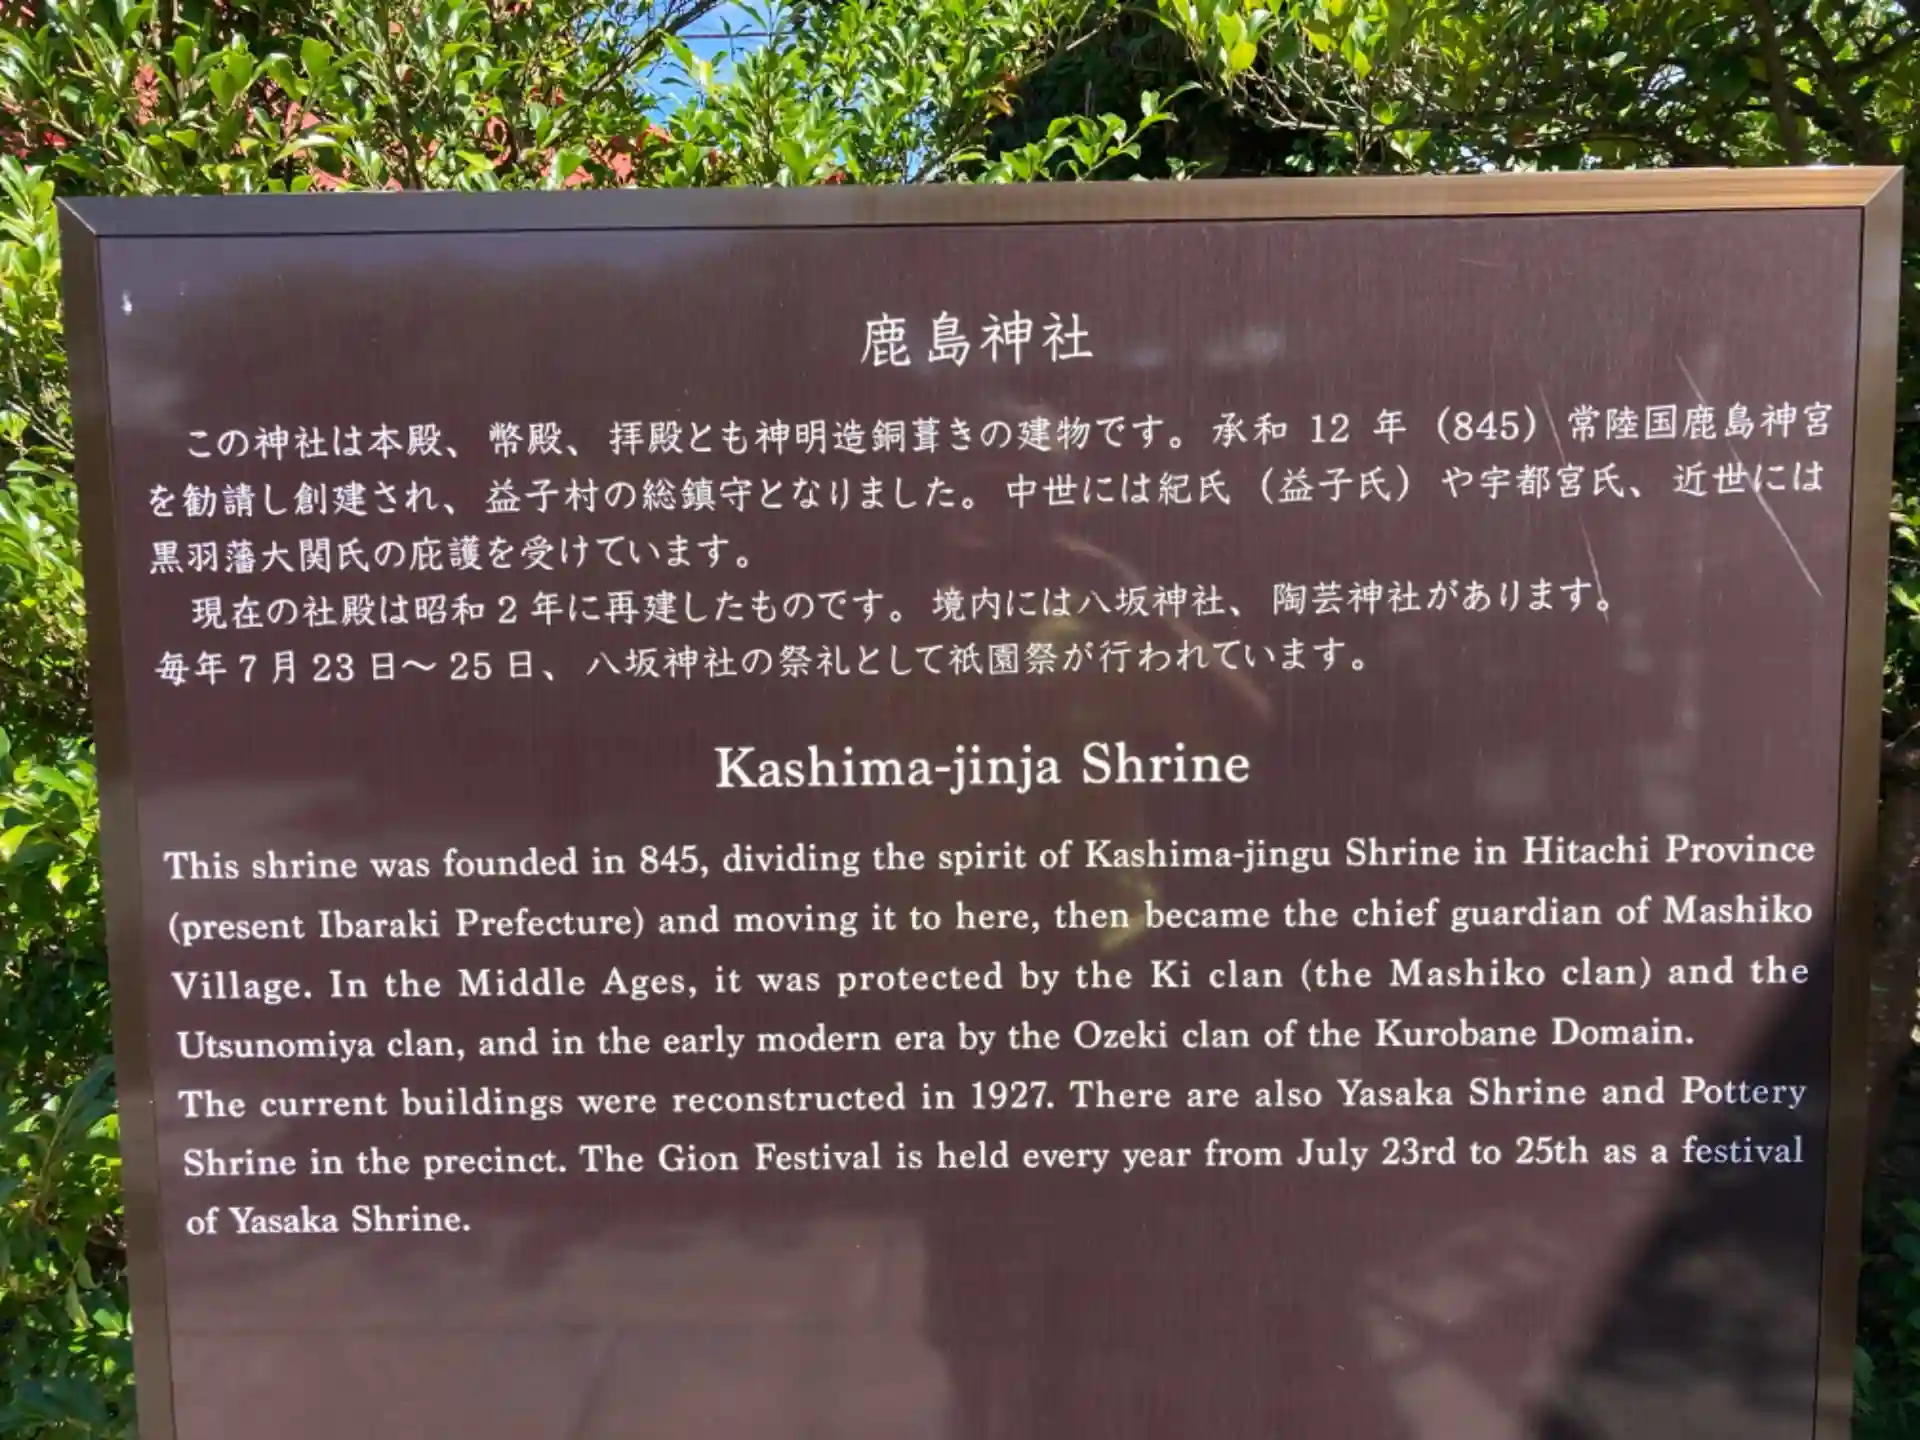 鹿島神社
この神社は本殿、幣殿、拝殿とも神明造銅葺きの建物です。承和 12 年（845）常陸国鹿島神宮
を勧請し創建され、益子村の総鎮守となりました。中世には紀氏（益子氏）や宇都宮氏、近世には
黒羽藩大関氏の庇護を受けています。
現在の社殿は昭和 2 年に再建したものです。境内には八坂神社、陶芸神社があります。
毎年 7 月 23 日～ 25 日、八坂神社の祭礼として祇園祭が行われています。
Kashima-jinja Shrine
This shrine was founded in 845, dividing the spirit of Kashima-jingu Shrine in Hitachi Province
(present Ibaraki Prefecture) and moving it to here, then became the chief guardian of Mashiko
Village. In the Middle Ages, it was protected by the Ki clan (the Mashiko clan) and the
Utsunomiya clan, and in the early modern era by the Ozeki clan of the Kurobane Domain.
The current buildings were reconstructed in 1927. There are also Yasaka Shrine and Pottery
Shrine in the precinct. The Gion Festival is held every year from July 23rd to 25th as a festival
of Yasaka Shrine.